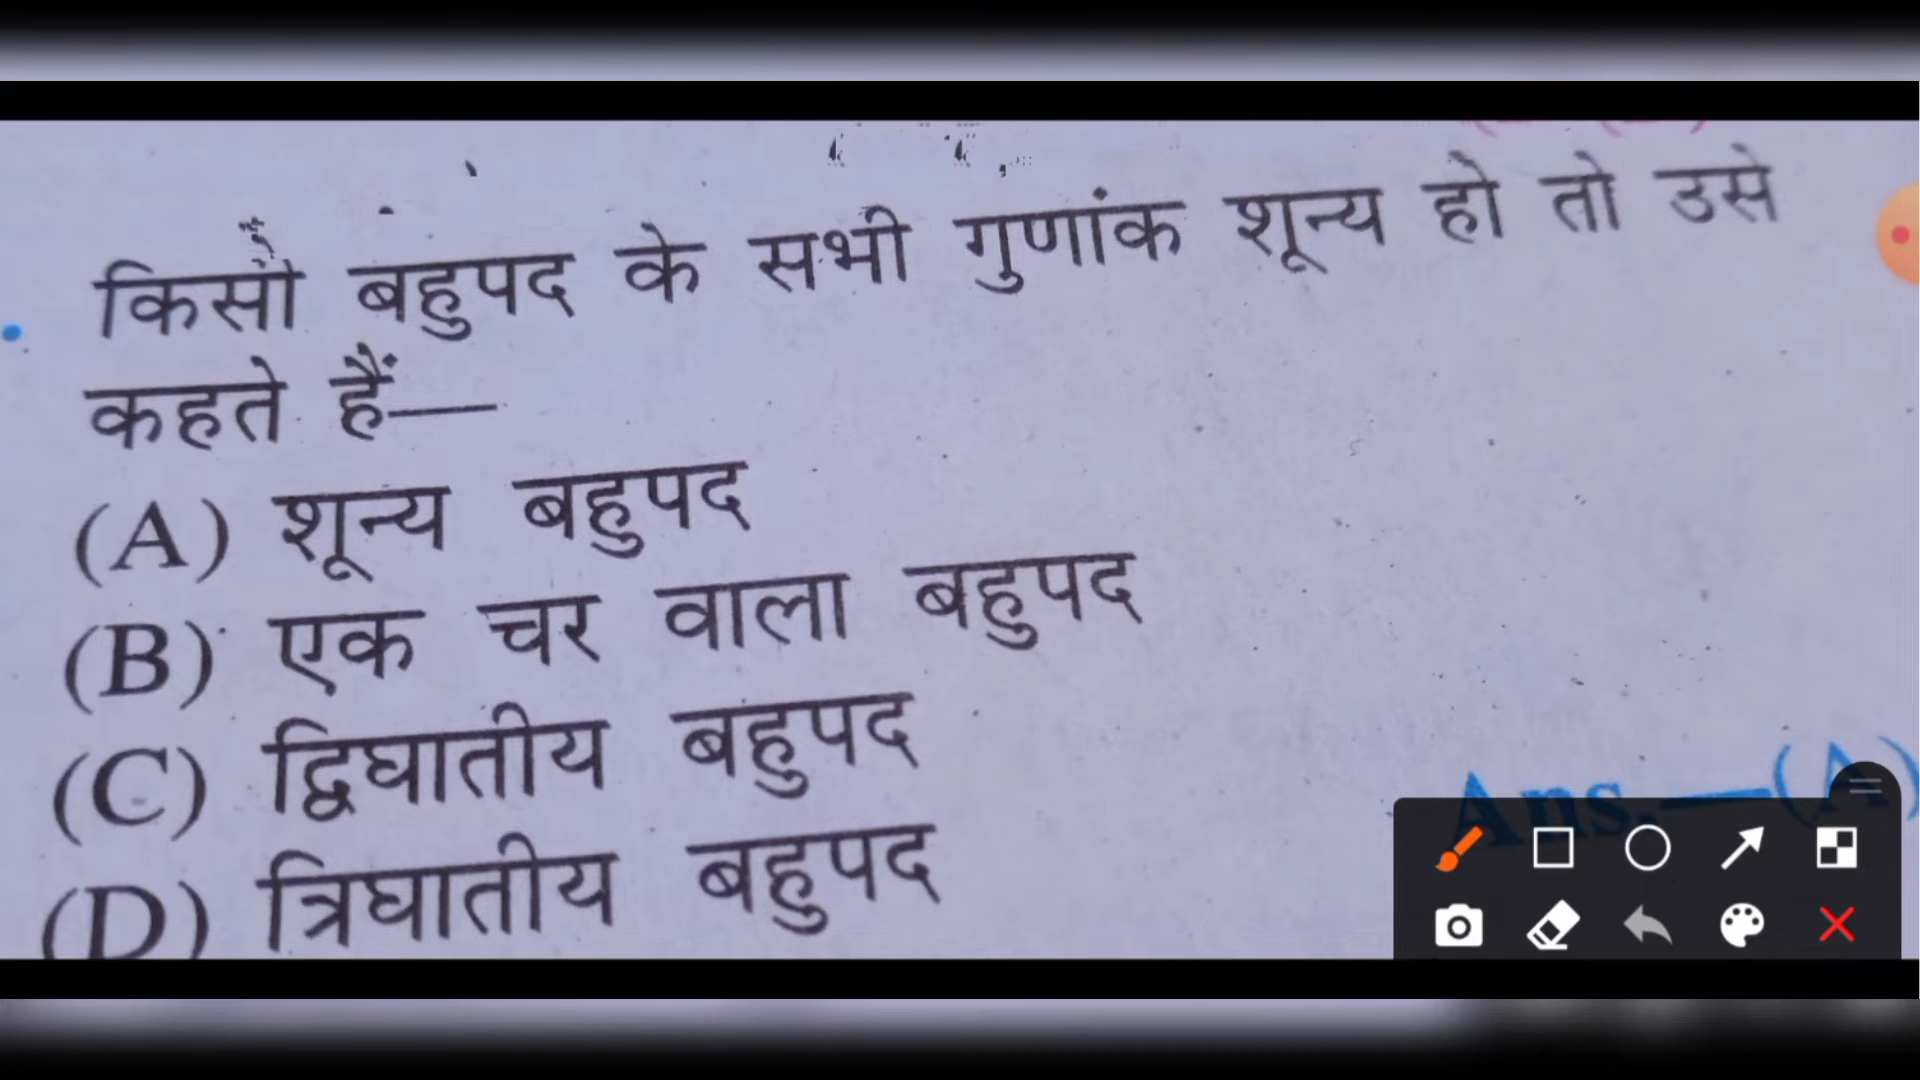 किसी बहुपद के सभी गुणांक शून्य हो तो उसे
कहते हैं—
(A) शून्य बहुपद
(B) एक चर वाला बहुपद
(C) द्विघातीय बहुपद
(D) त्रिघातीय बहुपद
Ans.—(A)